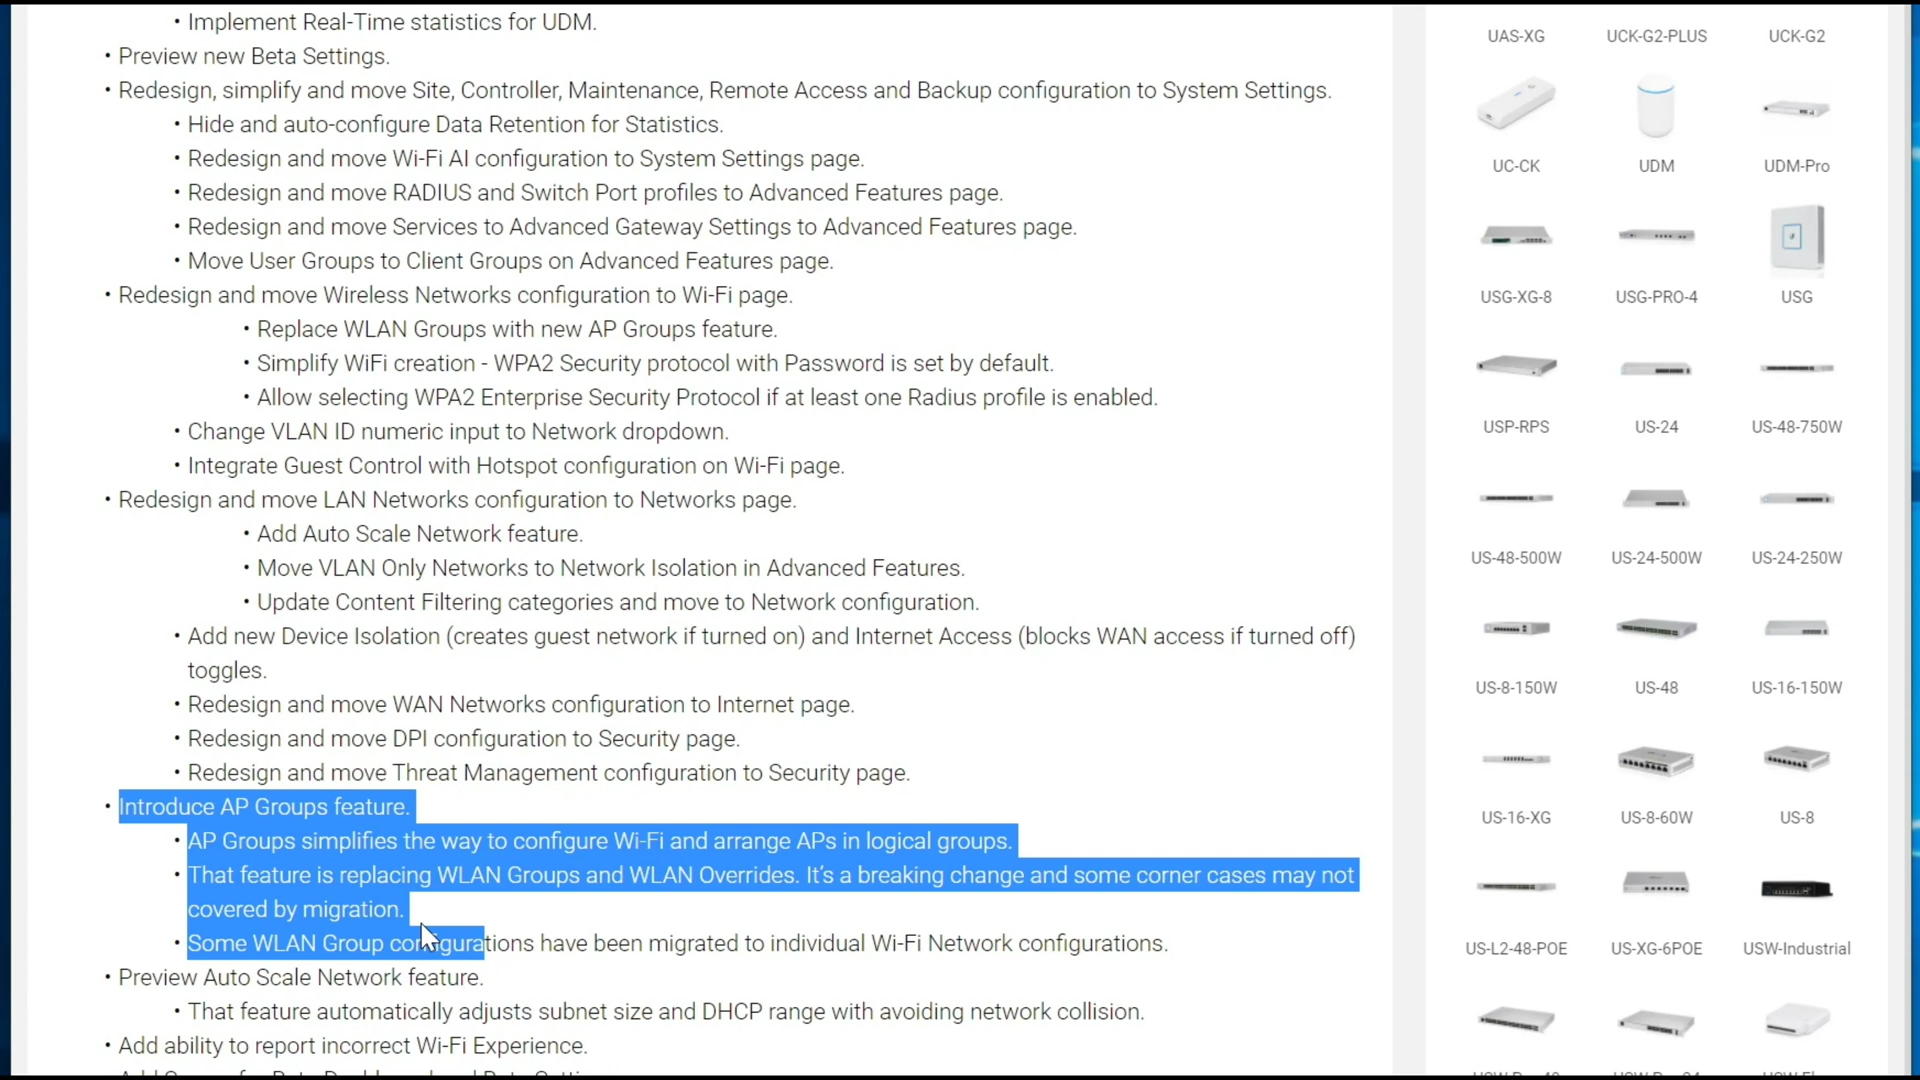 • Implement Real-Time statistics for UDM.
• Preview new Beta Settings.
• Redesign, simplify and move Site, Controller, Maintenance, Remote Access and Backup configuration to System Settings.
• Hide and auto-configure Data Retention for Statistics.
• Redesign and move Wi-Fi AI configuration to System Settings page.
• Redesign and move RADIUS and Switch Port profiles to Advanced Features page.
• Redesign and move Services to Advanced Gateway Settings to Advanced Features page.
• Move User Groups to Client Groups on Advanced Features page.
• Redesign and move Wireless Networks configuration to Wi-Fi page.
• Replace WLAN Groups with new AP Groups feature.
• Simplify WiFi creation - WPA2 Security protocol with Password is set by default.
• Allow selecting WPA2 Enterprise Security Protocol if at least one Radius profile is enabled.
• Change VLAN ID numeric input to Network dropdown.
• Integrate Guest Control with Hotspot configuration on Wi-Fi page.
• Redesign and move LAN Networks configuration to Networks page.
• Add Auto Scale Network feature.
• Move VLAN Only Networks to Network Isolation in Advanced Features.
• Update Content Filtering categories and move to Network configuration.
• Add new Device Isolation (creates guest network if turned on) and Internet Access (blocks WAN access if turned off)
toggles.
• Redesign and move WAN Networks configuration to Internet page.
• Redesign and move DPI configuration to Security page.
• Redesign and move Threat Management configuration to Security page.
• Introduce AP Groups feature.
• AP Groups simplifies the way to configure Wi-Fi and arrange APs in logical groups.
• That feature is replacing WLAN Groups and WLAN Overrides. It's a breaking change and some corner cases may not
covered by migration.
• Some WLAN Group configurations have been migrated to individual Wi-Fi Network configurations.
• Preview Auto Scale Network feature.
• That feature automatically adjusts subnet size and DHCP range with avoiding network collision.
• Add ability to report incorrect Wi-Fi Experience.
UAS-XG UCK-G2-PLUS UCK-G2
UC-CK UDM UDM-Pro
USG-XG-8 USG-PRO-4 USG
USP-RPS US-24 US-48-750W
US-48-500W US-24-500W US-24-250W
US-8-150W US-48 US-16-150W
US-16-XG US-8-60W US-8
US-L2-48-POE US-XG-6POE USW-Industrial